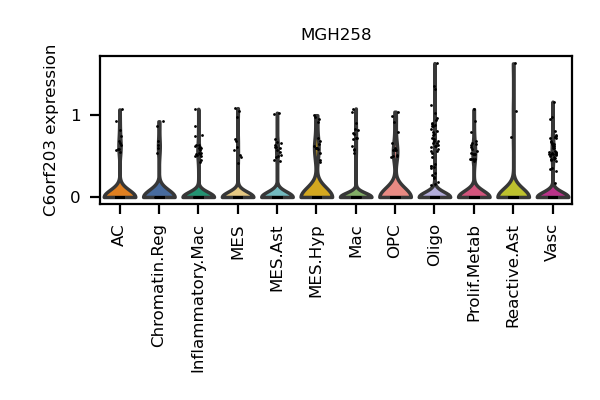 MGH258
C6orf203 expression
1
0
AC
Chromatin.Reg
Inflammatory.Mac
MES
MES.Ast
MES.Hyp
Mac
OPC
Oligo
Prolif.Metab
Reactive.Ast
Vasc